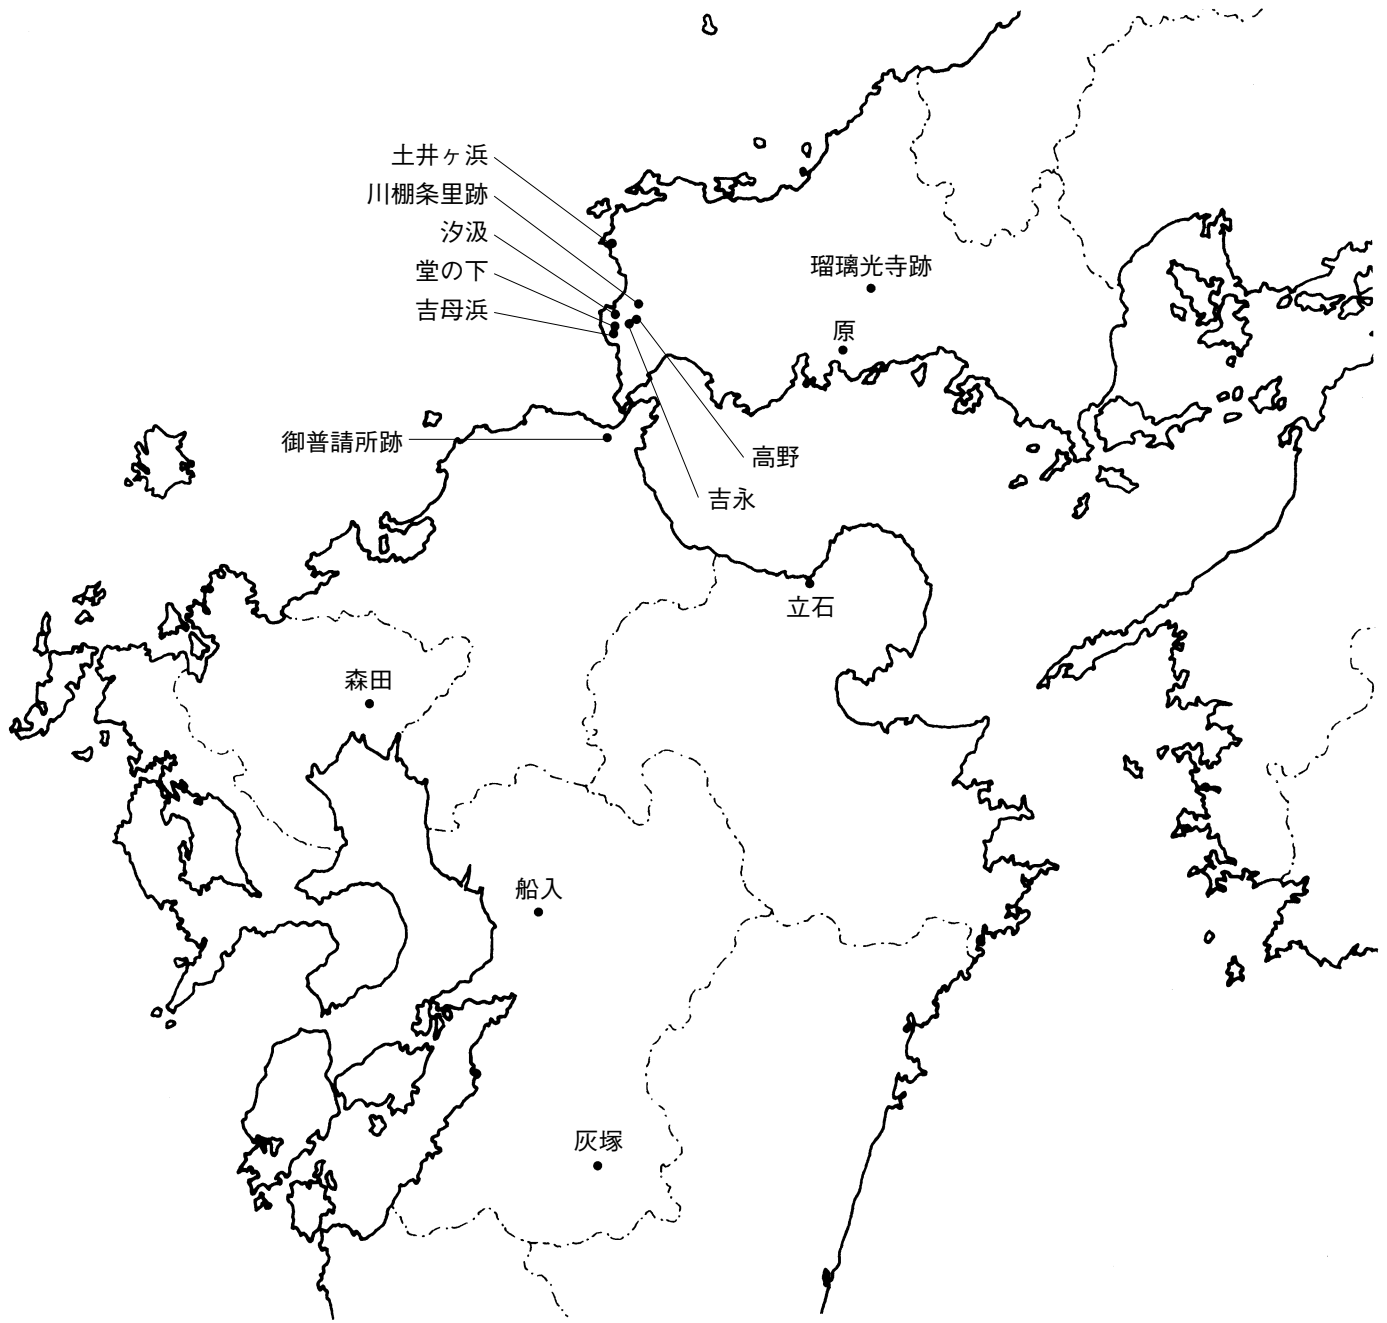 土井ヶ浜
川棚条里跡
汐汲
堂の下
吉母浜
瑠璃光寺跡
原
御普請所跡
高野
吉永
立石
森田
船入
灰塚